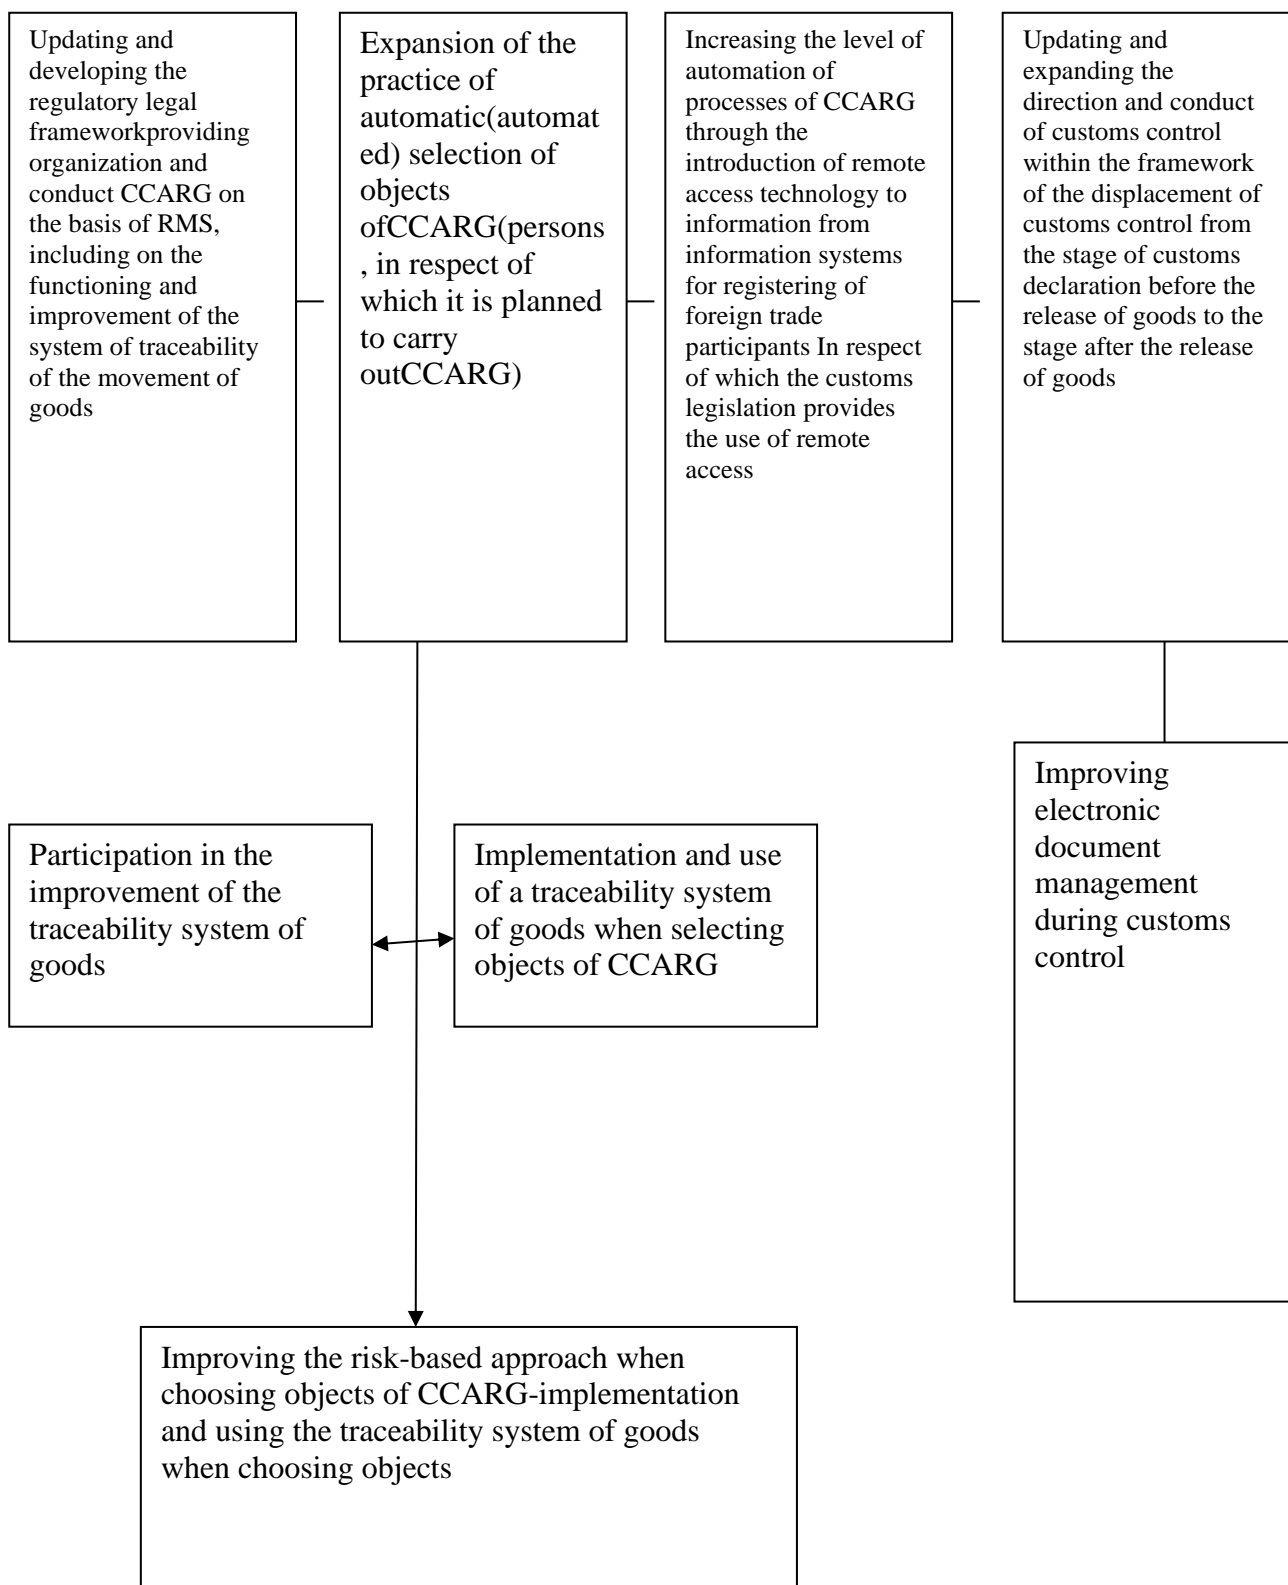 Updating and
developing the
regulatory legal
frameworkproviding
organization and
conduct CCARG on
the basis of RMS,
including on the
functioning and
improvement of the
system of traceability
of the movement of
goods
Expansion of the
practice of
automatic(automat
ed) selection of
objects
ofCCARG(persons
, in respect of
which it is planned
to carry
outCCARG)
Increasing the level of
automation of
processes of CCARG
through the
introduction of remote
access technology to
information from
information systems
for registering of
foreign trade
participants In respect
of which the customs
legislation provides
the use of remote
access
Updating and
expanding the
direction and conduct
of customs control
within the framework
of the displacement of
customs control from
the stage of customs
declaration before the
release of goods to the
stage after the release
of goods
Improving
electronic
document
management
during customs
control
Participation in the
improvement of the
traceability system of
goods
Implementation and use
of a traceability system
of goods when selecting
objects of CCARG
Improving the risk-based approach when
choosing objects of CCARG-implementation
and using the traceability system of goods
when choosing objects